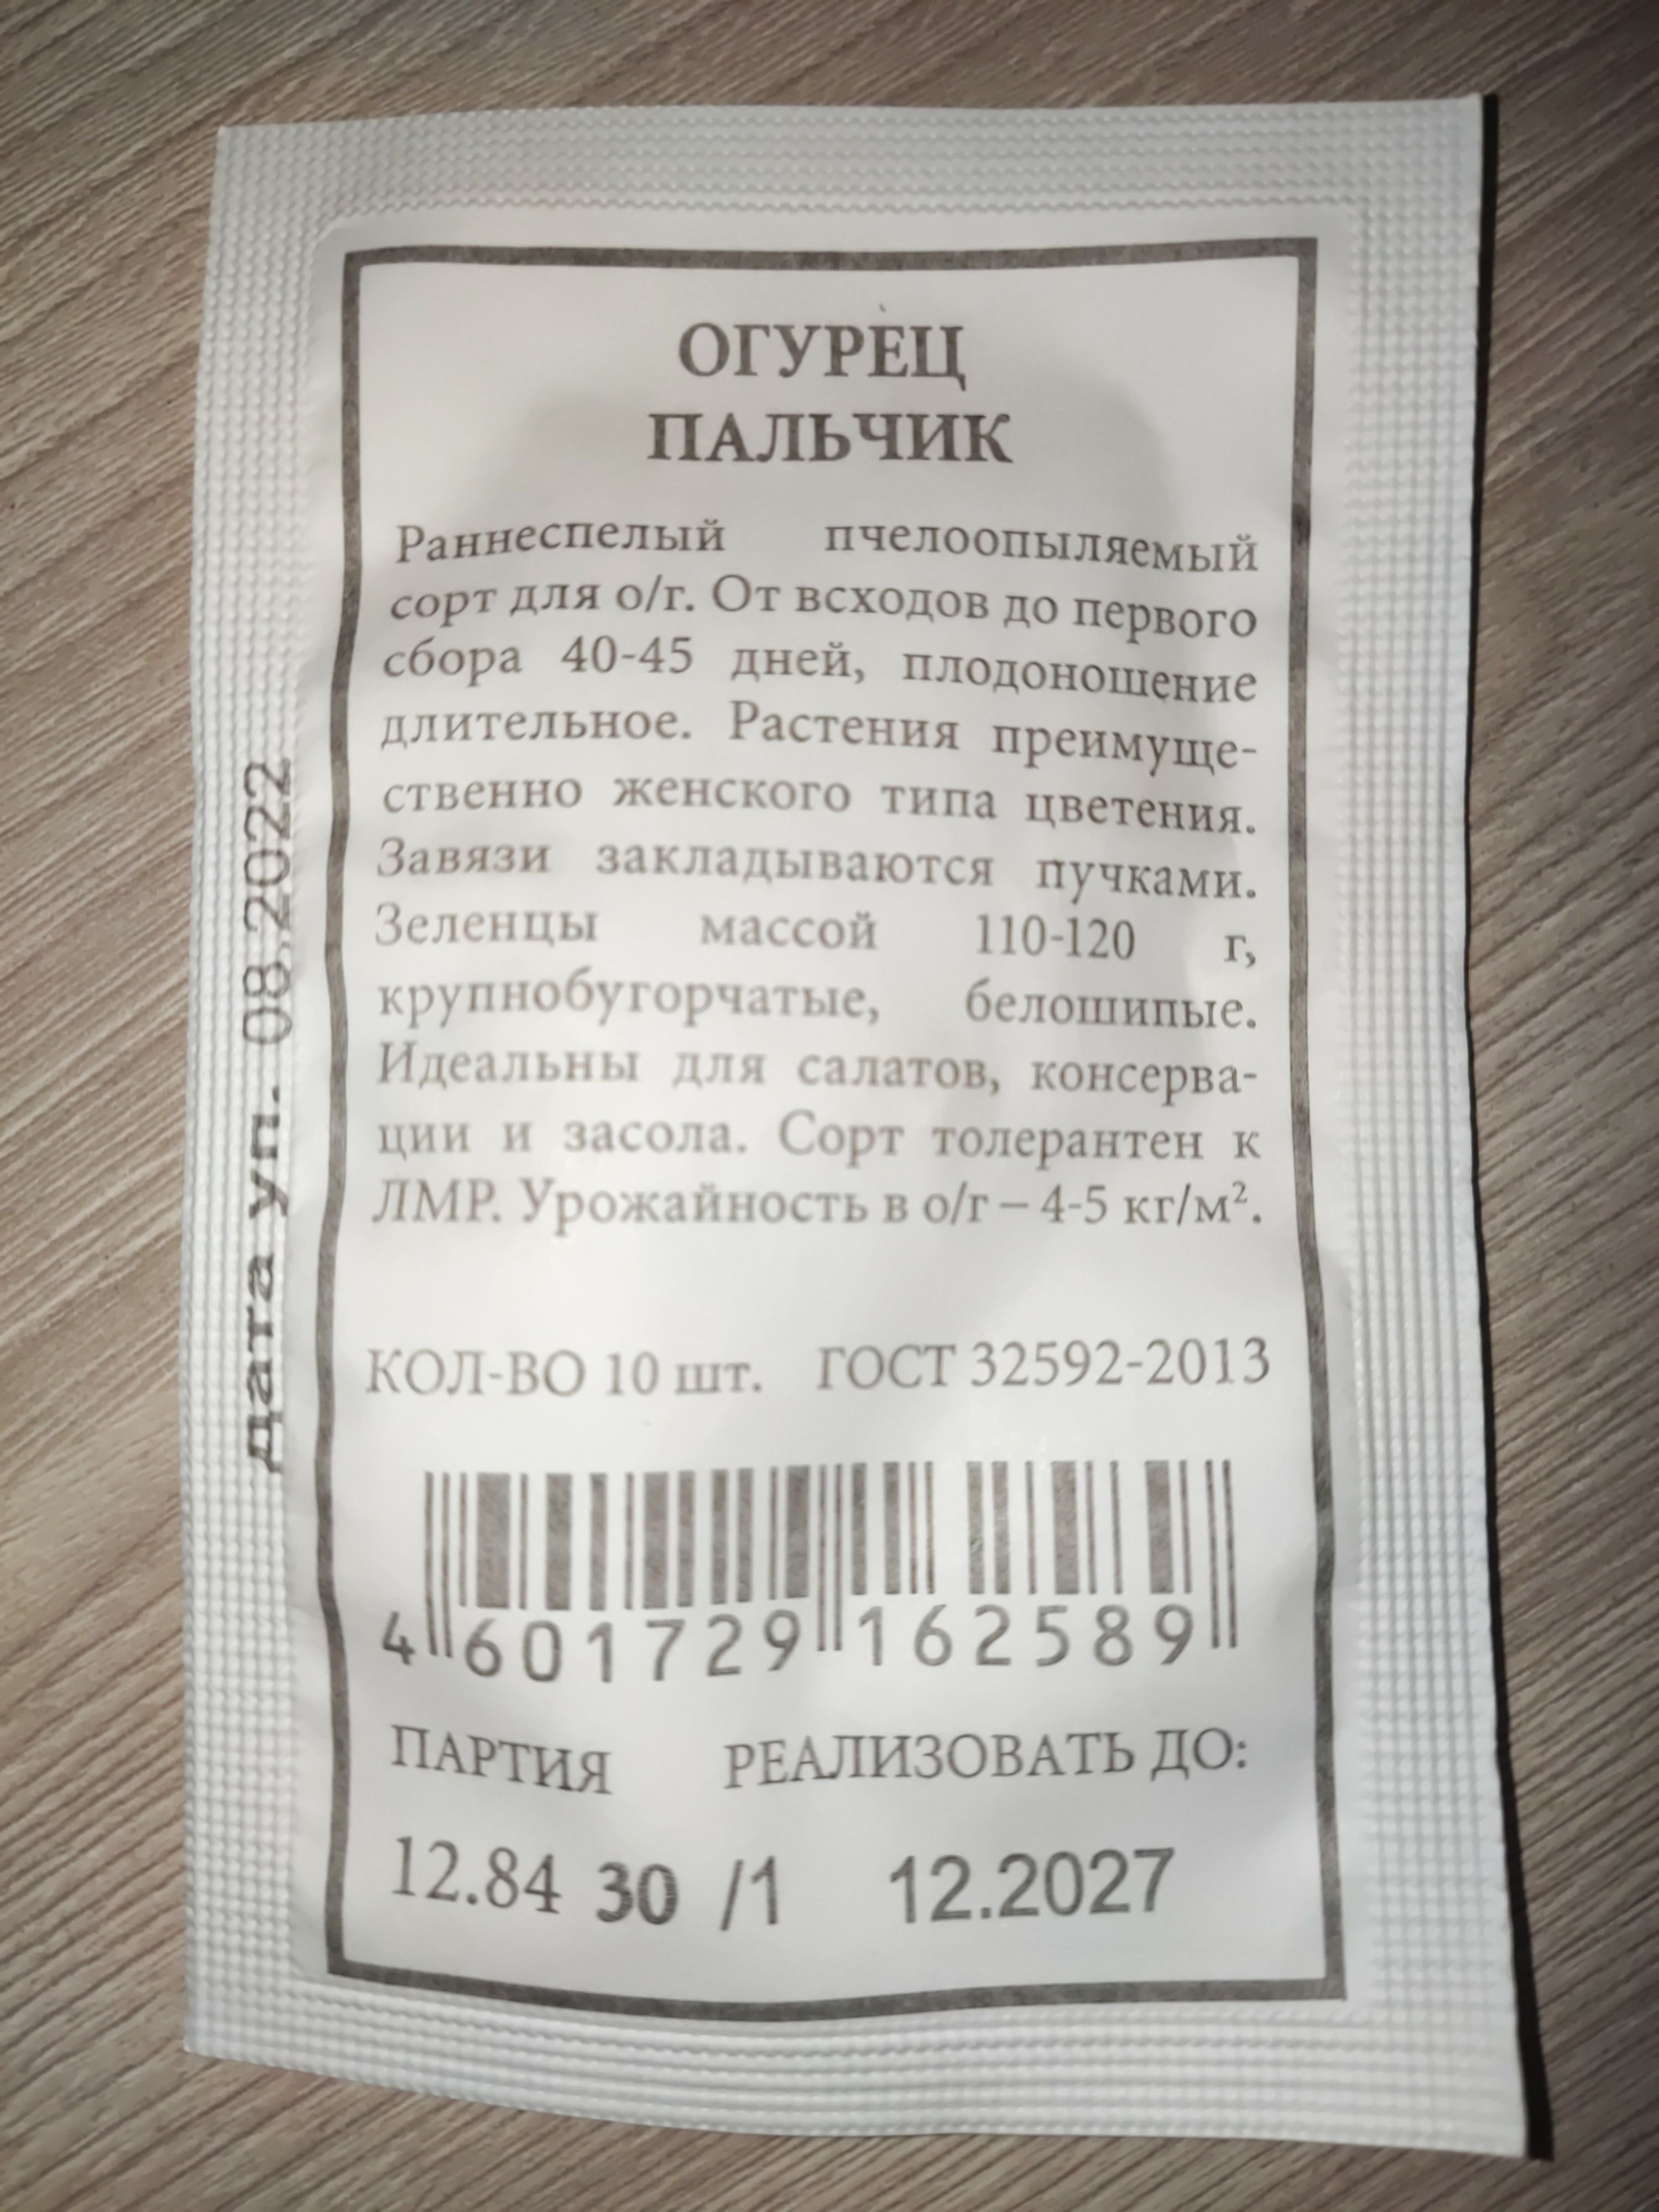 ОГУРЕЦ
ПАЛЬЧИК
Раннеспелый пчелоопыляемый
сорт для о/г. От всходов до первого
сбора 40-45 дней, плодоношение
длительное. Растения преимуще-
ственно женского типа цветения.
Завязи закладываются пучками.
Зеленцы массой 110-120 г,
крупнобугорчатые, белошипые.
Идеальны для салатов, консерва-
ции и засола. Сорт толерантен к
ЛМР. Урожайность в о/г – 4-5 кг/м².
КОЛ-ВО 10 шт. ГОСТ 32592-2013
4 601729 162589
ПАРТИЯ РЕАЛИЗОВАТЬ ДО:
12.84 30 /1 12.2027
дата уп. 08.2022